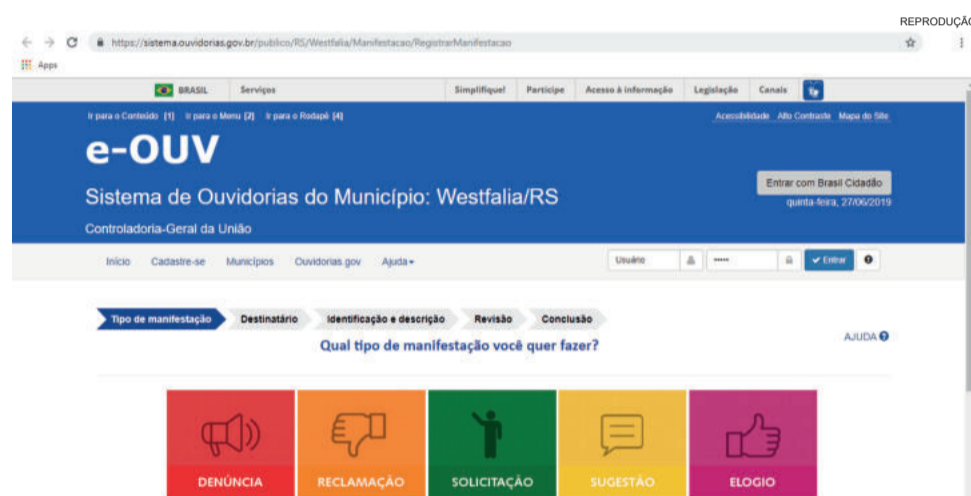 REPRODUÇÃO
https://sistema.ouvidorias.gov.br/publico/RS/Westfalia/Manifestacao/RegistrarManifestacao
Apps
BRASIL Serviços Simplifique! Participe Acesso à informação Legislação Canais
Ir para o Conteúdo [1] Ir para o Menu [2] Ir para o Rodapé [4] Acessibilidade Alto Contraste Mapa do Site
e-OUV
Entrar com Brasil Cidadão
Sistema de Ouvidorias do Município: Westfalia/RS
quinta-feira, 27/06/2019
Controladoria-Geral da União
Início Cadastre-se Municípios Ouvidorias.gov Ajuda Usuário ••••• Entrar
Tipo de manifestação Destinatário Identificação e descrição Revisão Conclusão
AJUDA
Qual tipo de manifestação você quer fazer?
DENÚNCIA RECLAMAÇÃO SOLICITAÇÃO SUGESTÃO ELOGIO